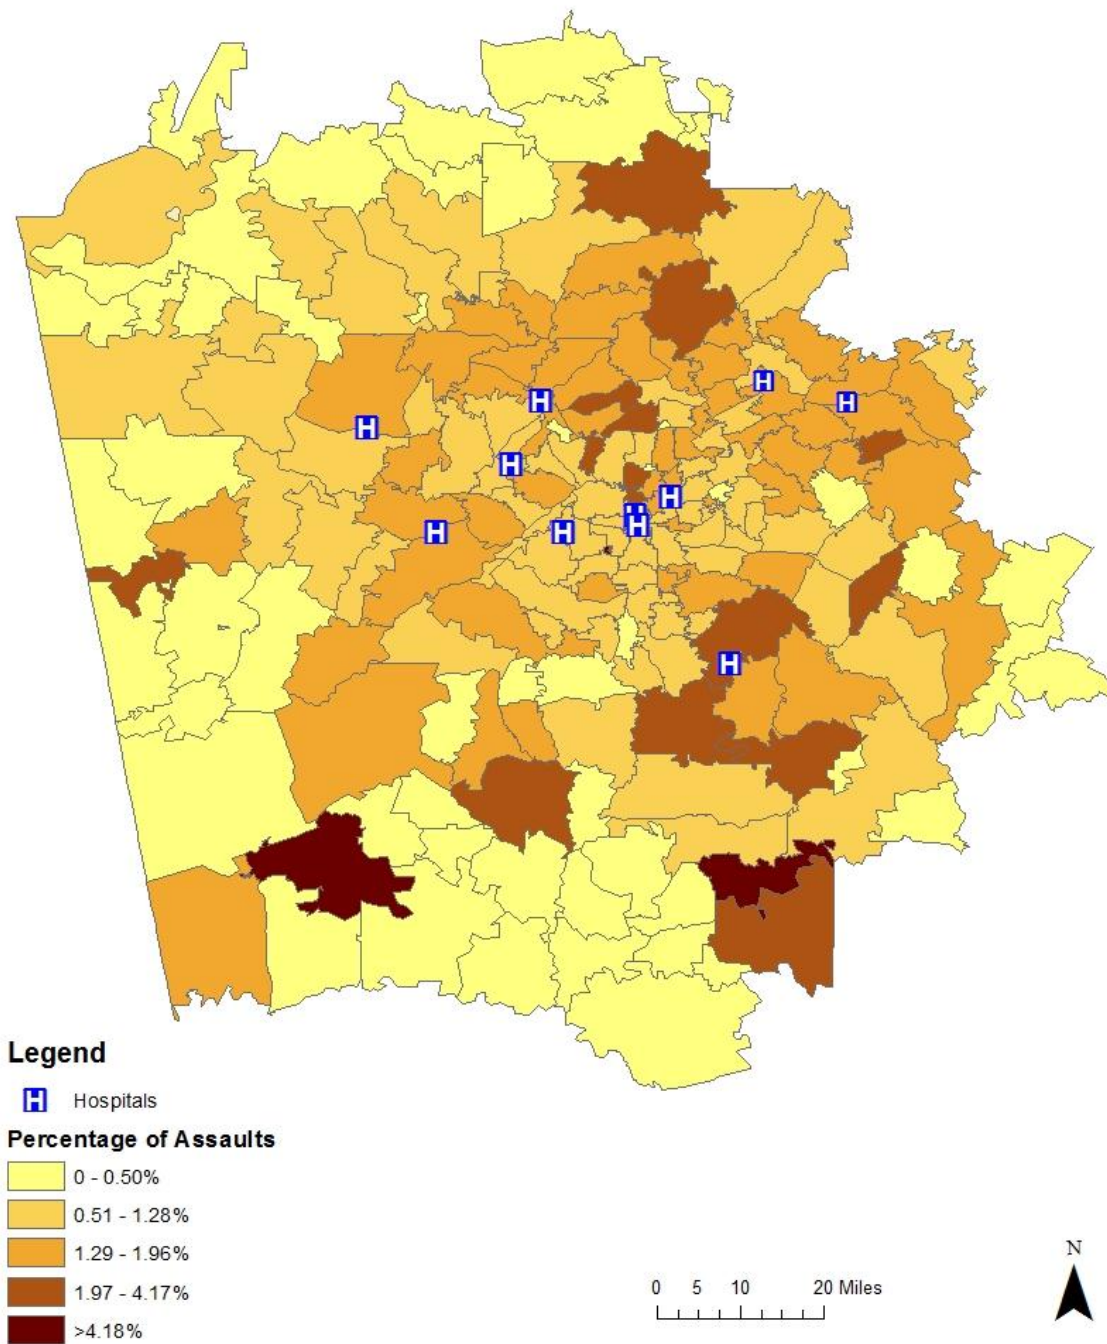 H
H
H
H
H
H
H
H
H
H
H
Legend
H Hospitals
Percentage of Assaults
0 - 0.50%
0.51 - 1.28%
1.29 - 1.96%
1.97 - 4.17%
>4.18%
0 5 10 20 Miles
N